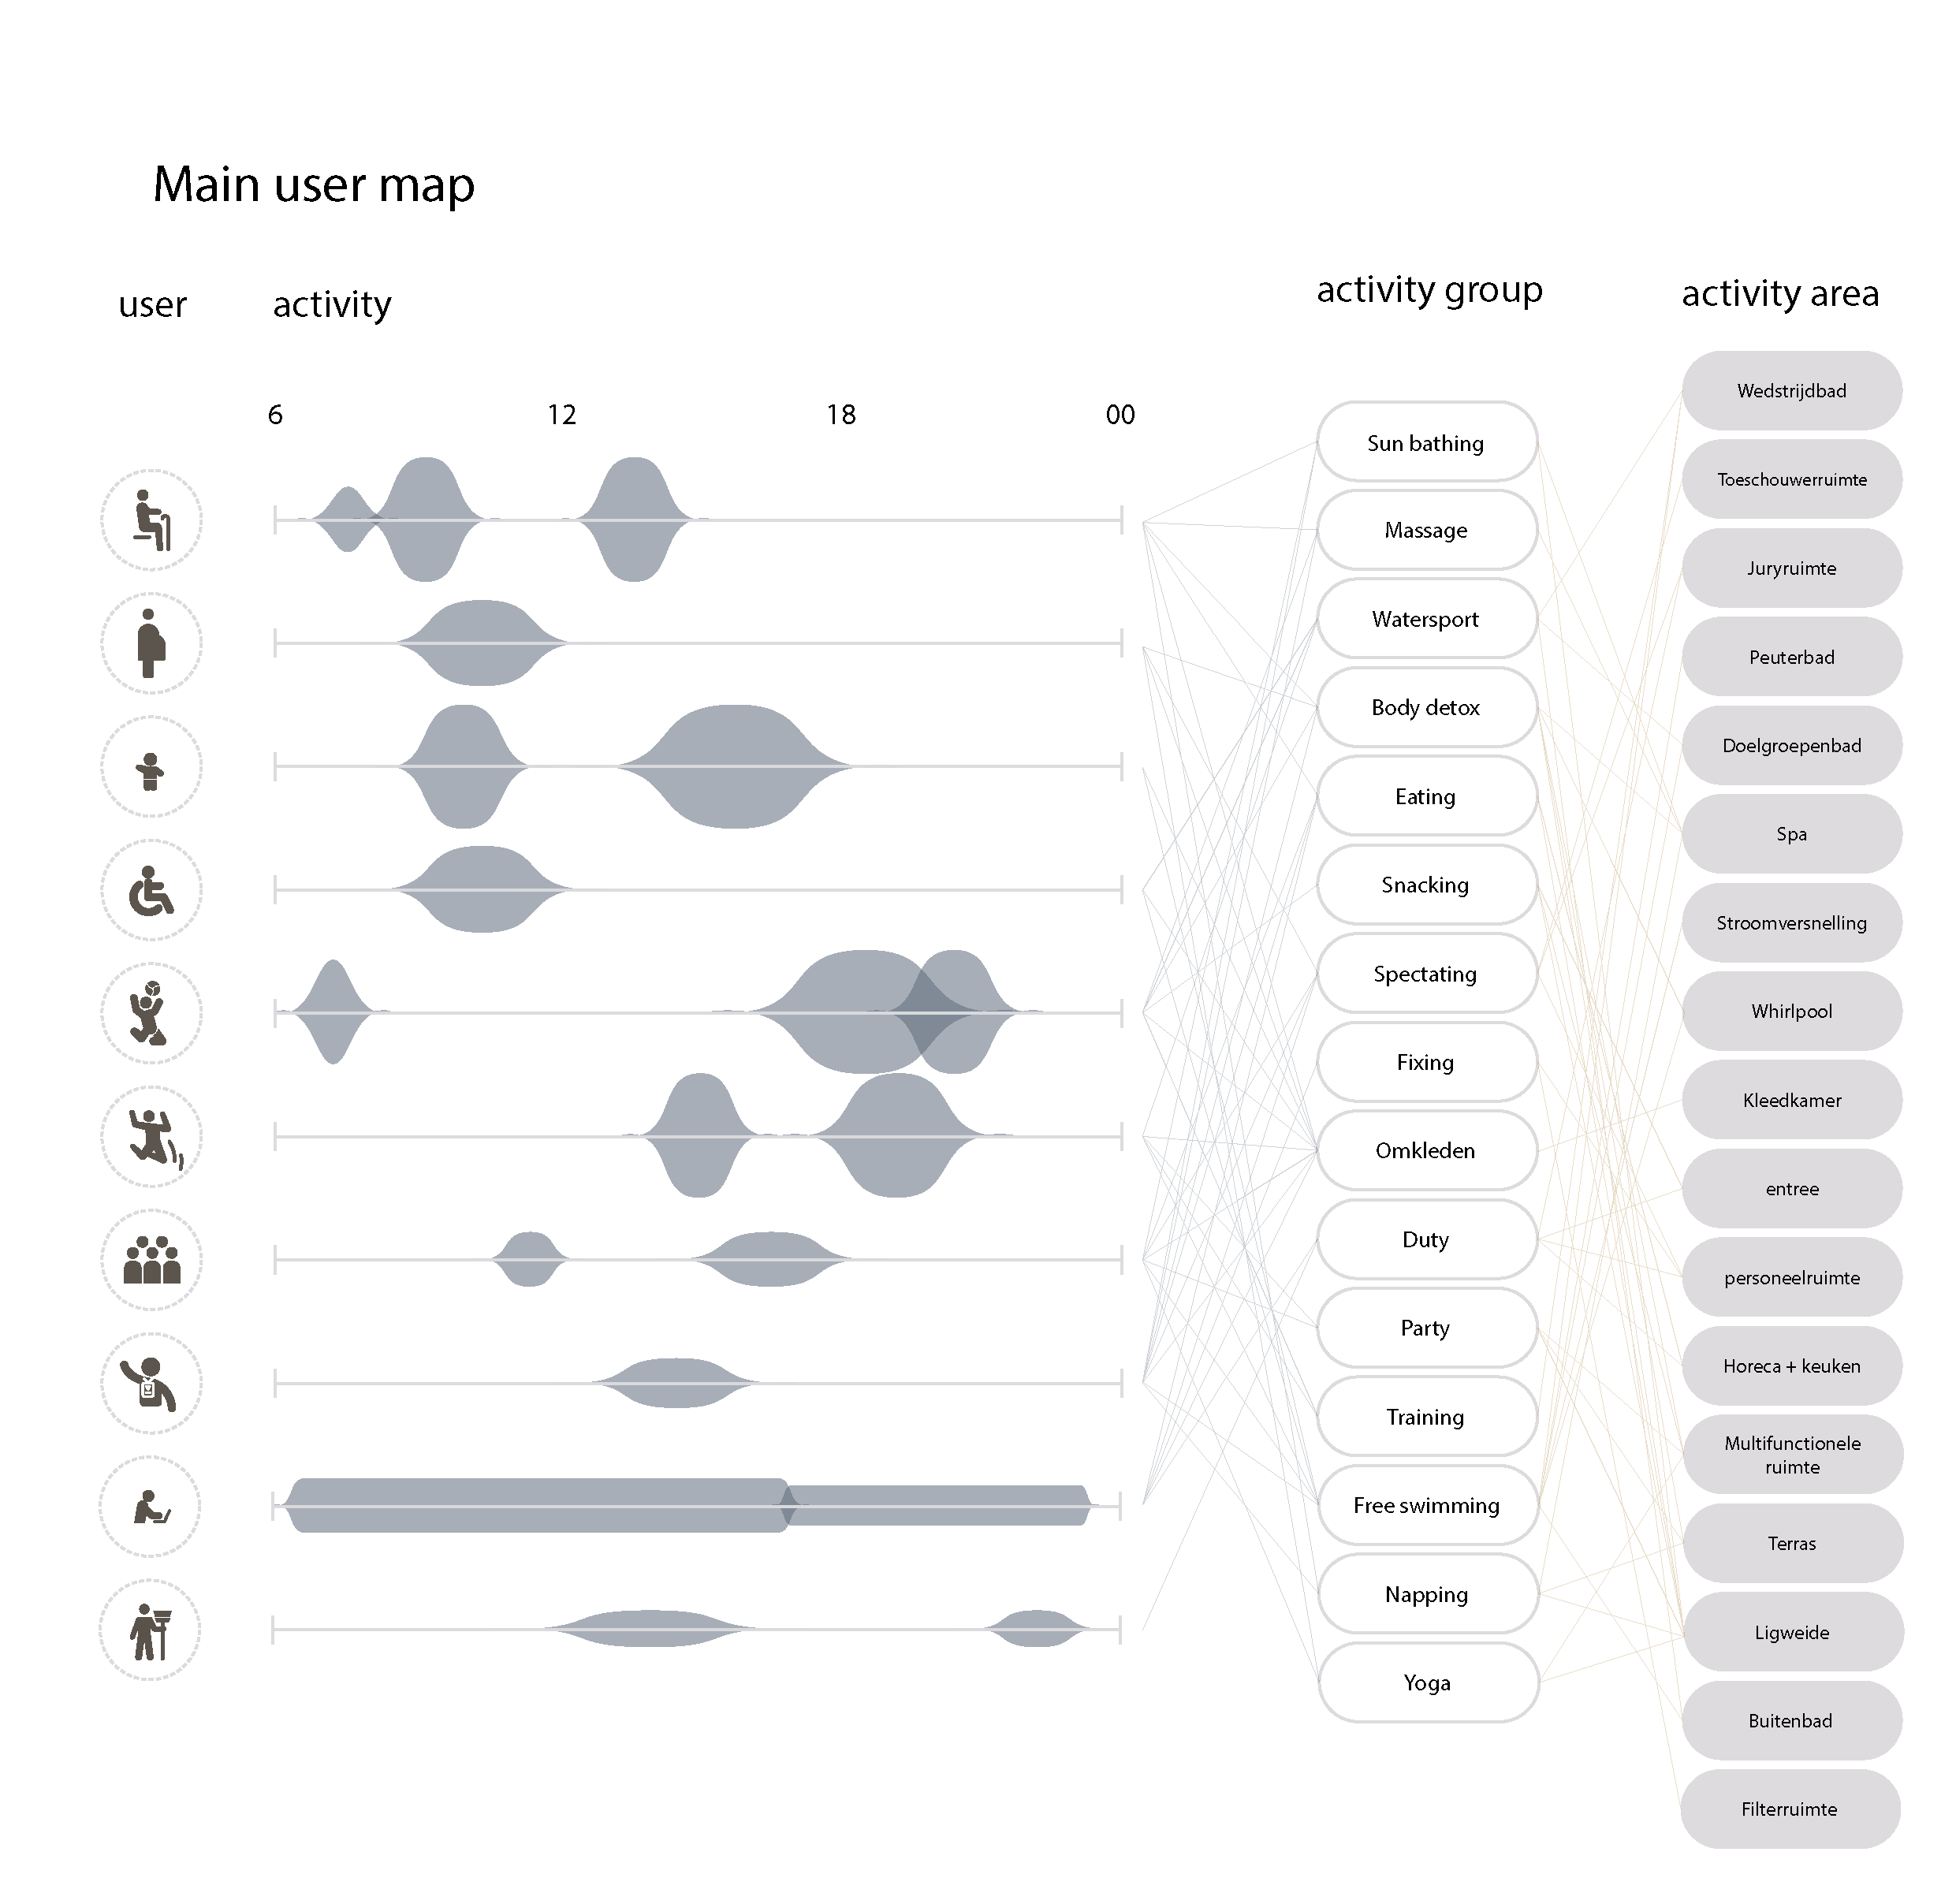 Main user map
user
activity
activity group
activity area
6
12
18
00
Sun bathing
Massage
Watersport
Body detox
Eating
Snacking
Spectating
Fixing
Omkleden
Duty
Party
Training
Free swimming
Napping
Yoga
Wedstrijdbad
Toeschouwerruimte
Juryruimte
Peuterbad
Doelgroepenbad
Spa
Stroomversnelling
Whirlpool
Kleedkamer
entree
personeelruimte
Horeca + keuken
Multifunctionele
ruimte
Terras
Ligweide
Buitenbad
Filterruimte